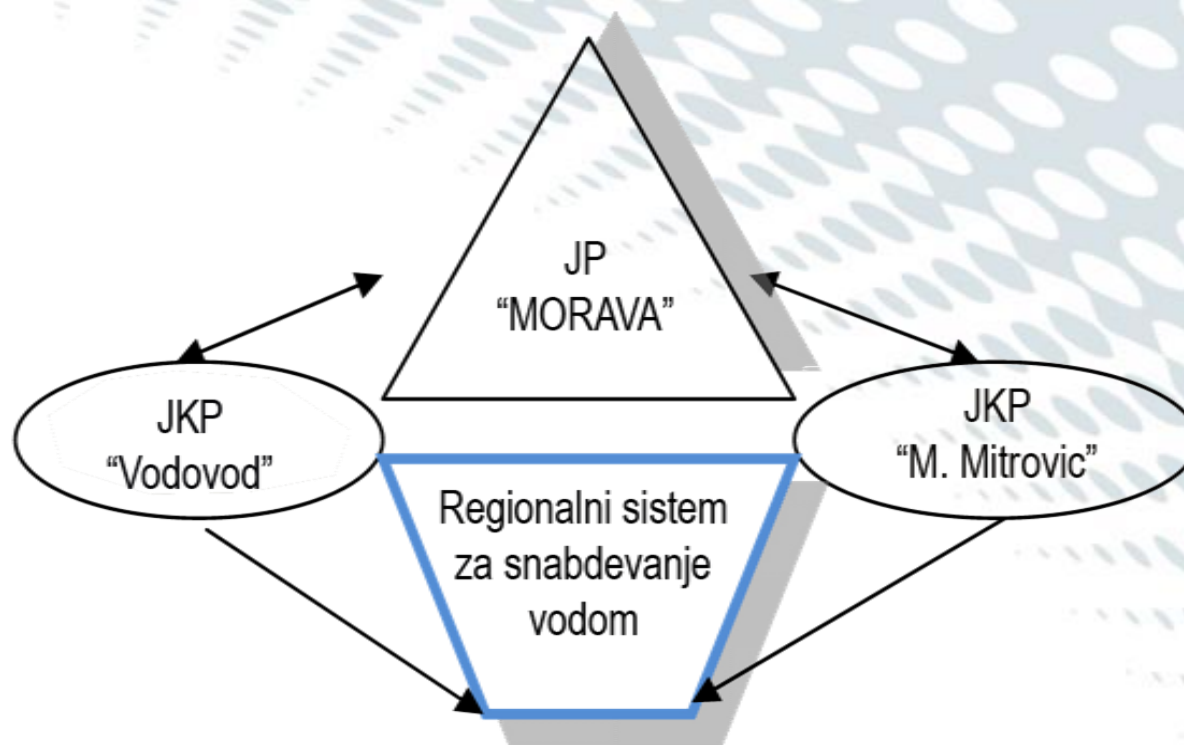 JP
“MORAVA”
JKP
“Vodovod”
JKP
“M. Mitrovic”
Regionalni sistem
za snabdevanje
vodom